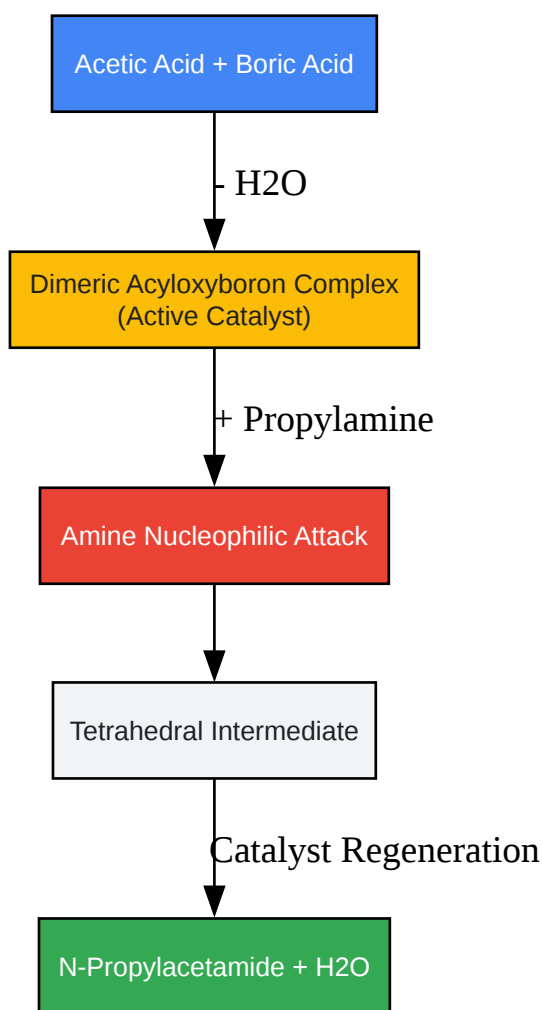 Acetic Acid + Boric Acid
- H2O
Dimeric Acyloxyboron Complex
(Active Catalyst)
+ Propylamine
Amine Nucleophilic Attack
Tetrahedral Intermediate
Catalyst Regeneration
N-Propylacetamide + H2O